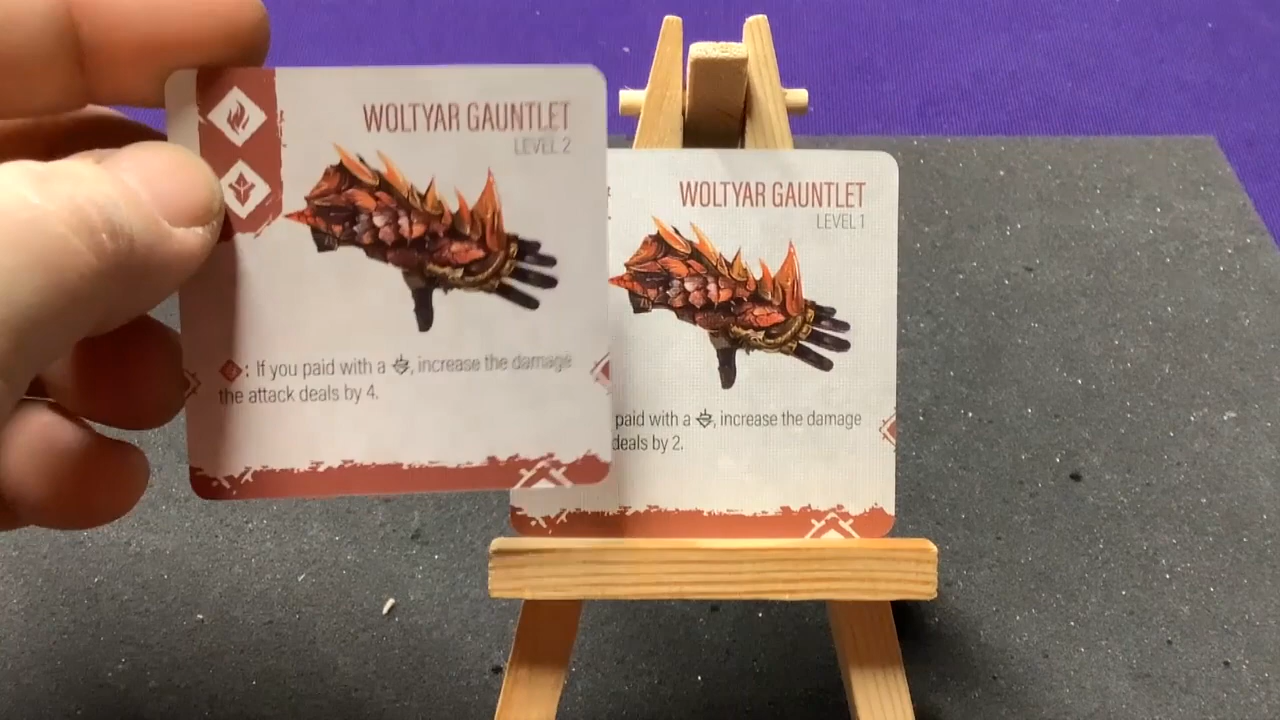 WOLTYAR GAUNTLET
LEVEL 2
: If you paid with a , increase the damage
the attack deals by 4.
WOLTYAR GAUNTLET
LEVEL 1
paid with a , increase the damage
deals by 2.